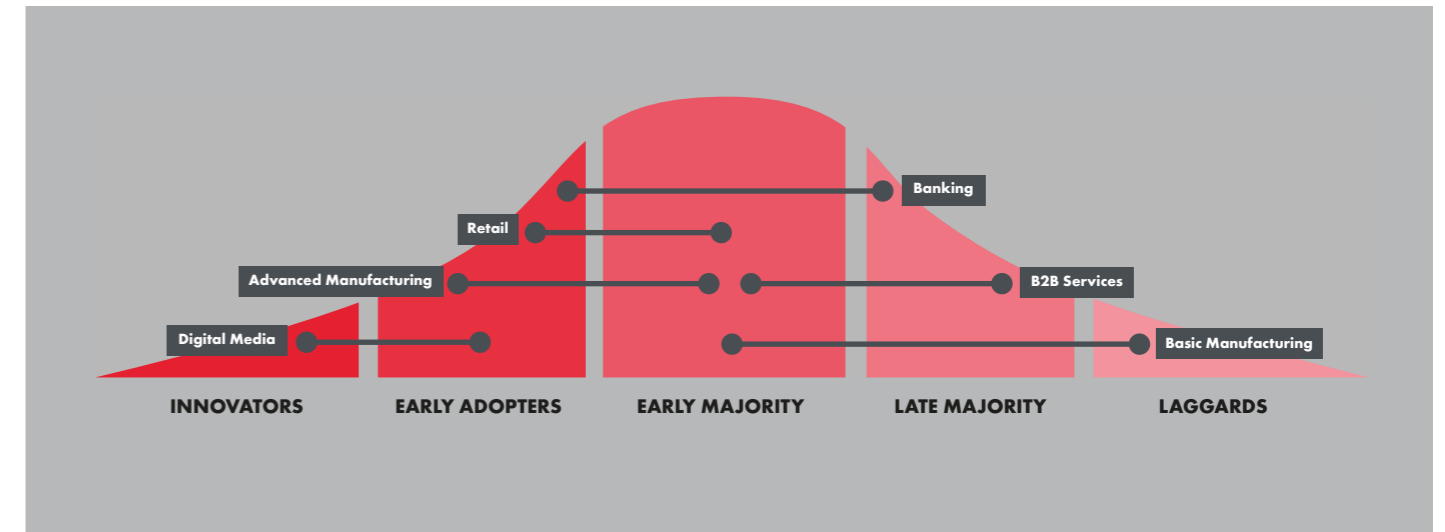 Banking
Retail
Advanced Manufacturing
B2B Services
Digital Media
Basic Manufacturing
INNOVATORS
EARLY ADOPTERS
EARLY MAJORITY
LATE MAJORITY
LAGGARDS